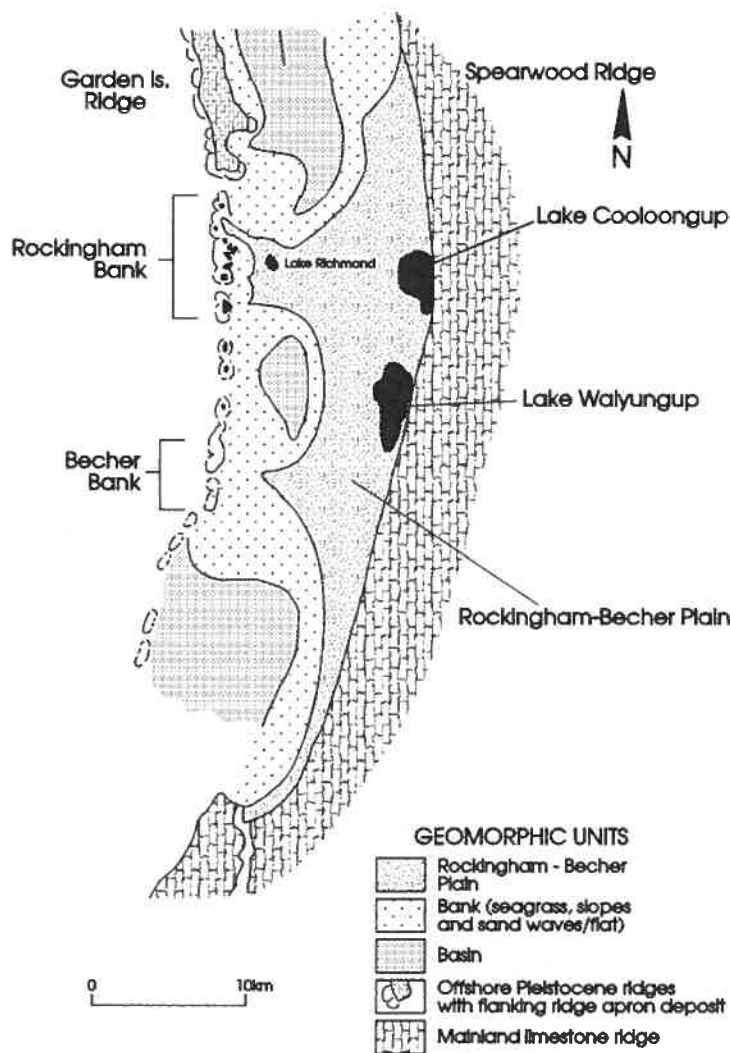 Garden Is.
Ridge
Spearwood Ridge
N
Lake Cooloongup
Rockingham
Bank
Lake Richmond
Lake Walyungup
Becher
Bank
Rockingham-Becher Plain
GEOMORPHIC UNITS
Rockingham - Becher
Plain
Bank (seagrass, slopes
and sand waves/flat)
Basin
Offshore Pleistocene ridges
with flanking ridge apron deposit
Mainland limestone ridge
0 10km